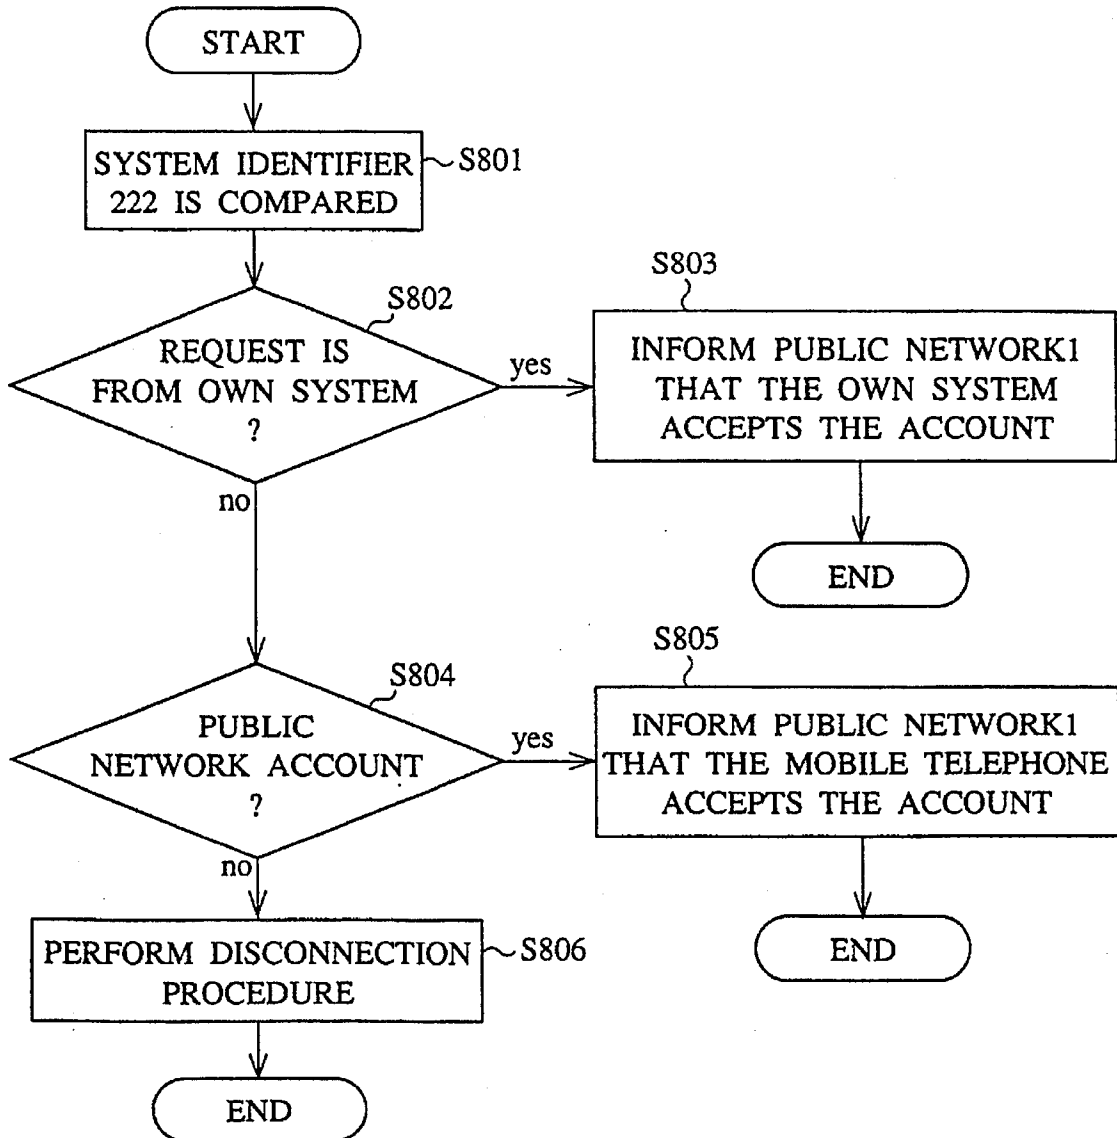 START
SYSTEM IDENTIFIER
222 IS COMPARED
S801
S802
REQUEST IS
FROM OWN SYSTEM
?
yes
no
S803
INFORM PUBLIC NETWORK1
THAT THE OWN SYSTEM
ACCEPTS THE ACCOUNT
END
S804
PUBLIC
NETWORK ACCOUNT
?
yes
no
S805
INFORM PUBLIC NETWORK1
THAT THE MOBILE TELEPHONE
ACCEPTS THE ACCOUNT
END
PERFORM DISCONNECTION
PROCEDURE
S806
END